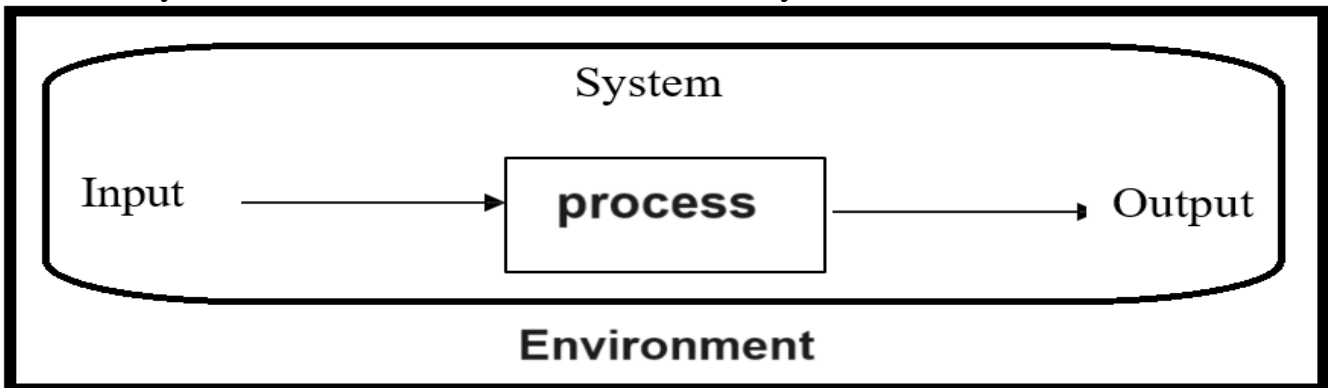 System
Input
process
Output
Environment